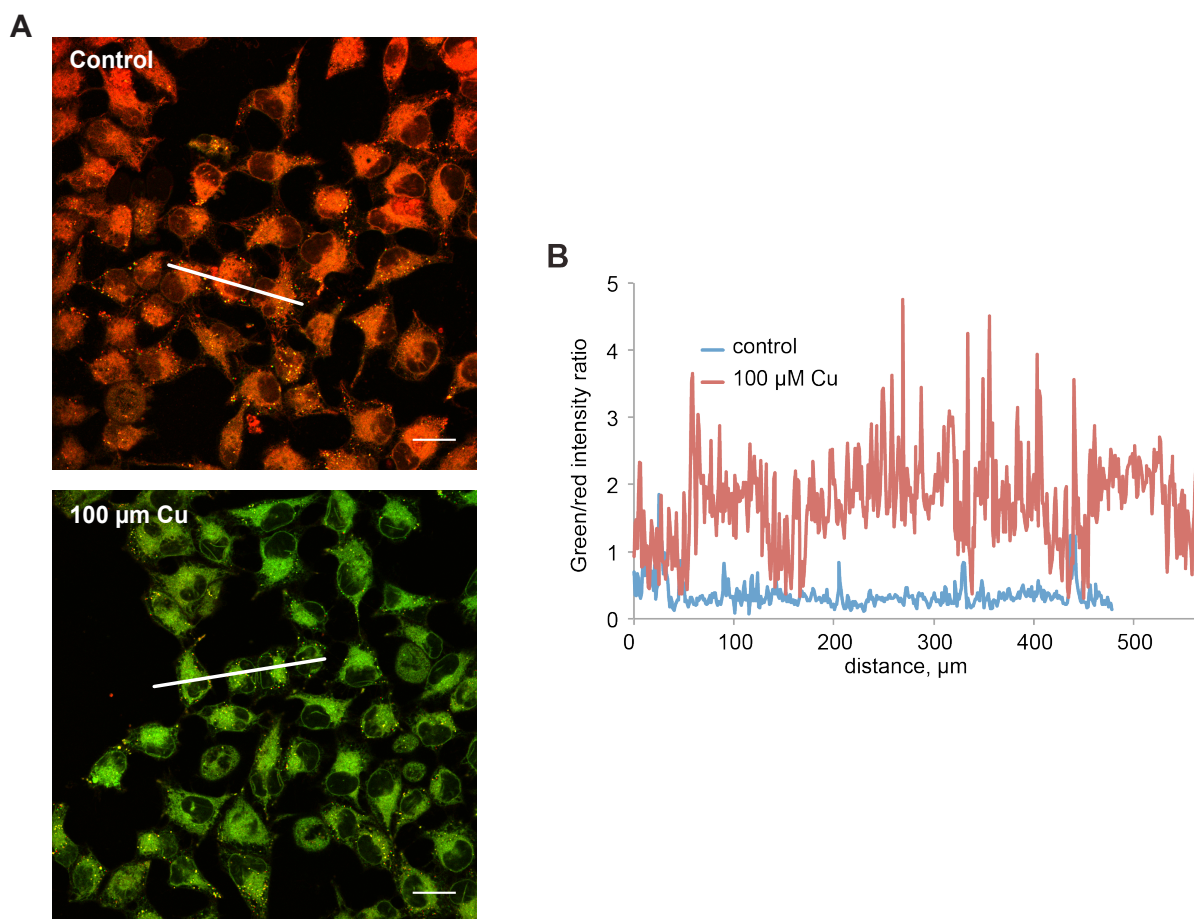 A
Control
100 µm Cu
B
Green/red intensity ratio
5
4
3
2
1
0
control
100 µM Cu
0
100
200
300
400
500
distance, µm